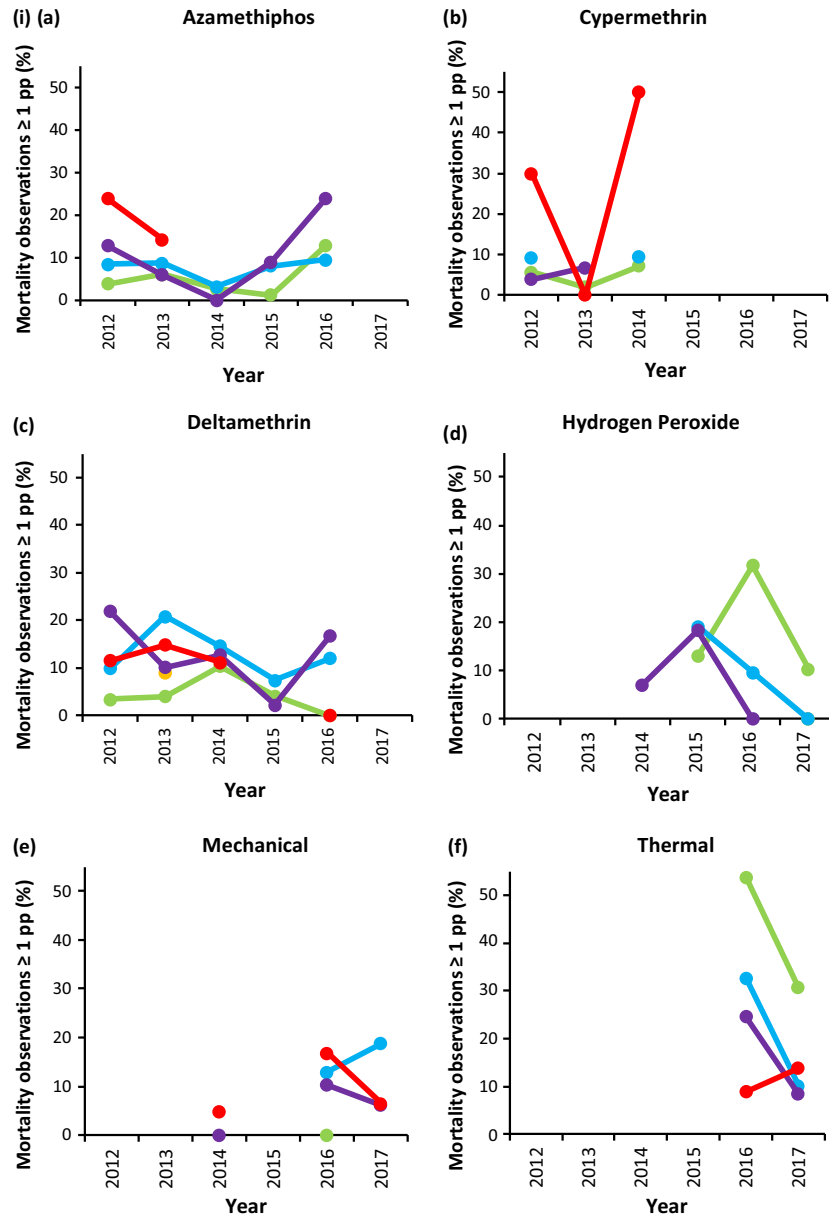 (i) (a) Azamethiphos
Mortality observations ≥ 1 pp (%)
50
40
30
20
10
0
2012 2013 2014 2015 2016 2017
Year
(b) Cypermethrin
Mortality observations ≥ 1 pp (%)
50
40
30
20
10
0
2012 2013 2014 2015 2016 2017
Year
(c) Deltamethrin
Mortality observations ≥ 1 pp (%)
50
40
30
20
10
0
2012 2013 2014 2015 2016 2017
Year
(d) Hydrogen Peroxide
Mortality observations ≥ 1 pp (%)
50
40
30
20
10
0
2012 2013 2014 2015 2016 2017
Year
(e) Mechanical
Mortality observations ≥ 1 pp (%)
50
40
30
20
10
0
2012 2013 2014 2015 2016 2017
Year
(f) Thermal
Mortality observations ≥ 1 pp (%)
50
40
30
20
10
0
2012 2013 2014 2015 2016 2017
Year